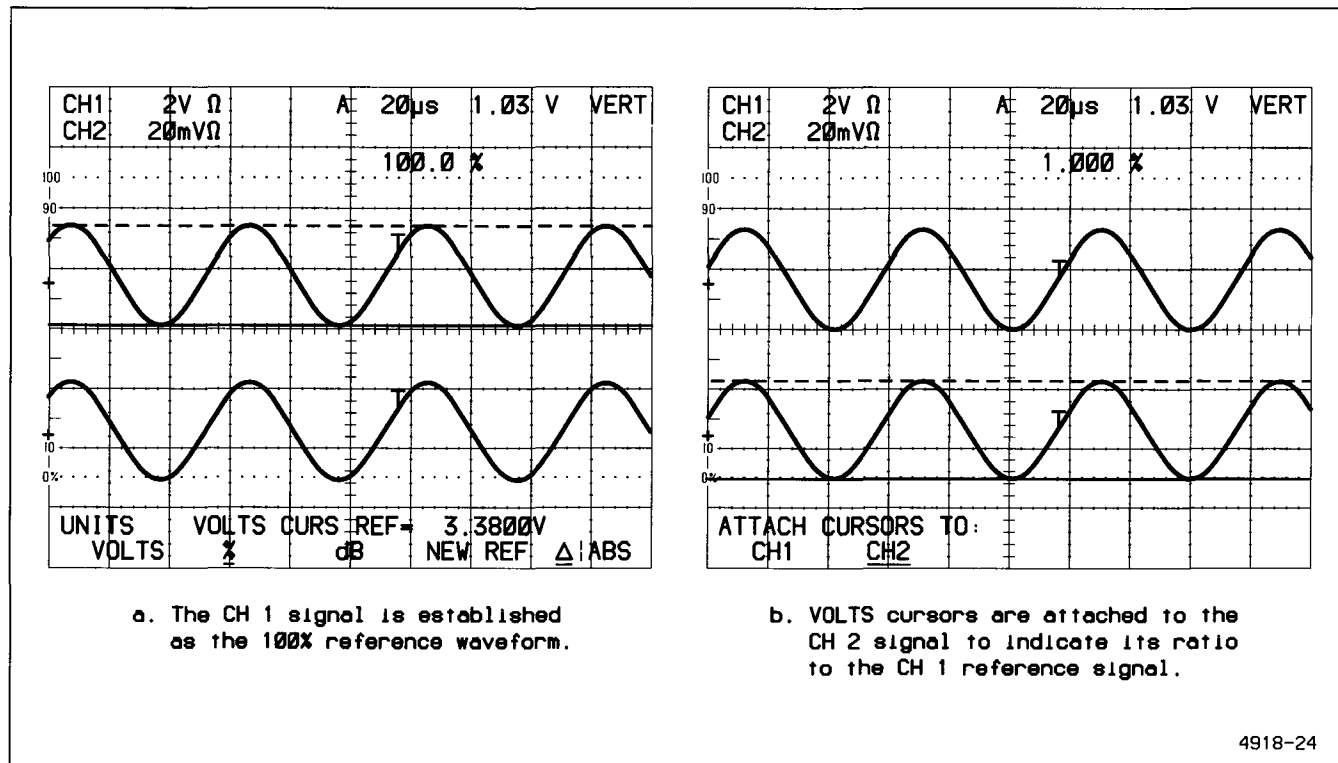 CH1 2V Ω A 20µs 1.03 V VERT
CH2 20mVΩ
100.0 %
100
90
10
0%
UNITS VOLTS CURS REF= 3.3800V
VOLTS % dB NEW REF Δ¦ABS
a. The CH 1 signal is established
as the 100% reference waveform.
CH1 2V Ω A 20µs 1.03 V VERT
CH2 20mVΩ
1.000 %
100
90
10
0%
ATTACH CURSORS TO:
CH1 CH2
b. VOLTS cursors are attached to the
CH 2 signal to indicate its ratio
to the CH 1 reference signal.
4918-24